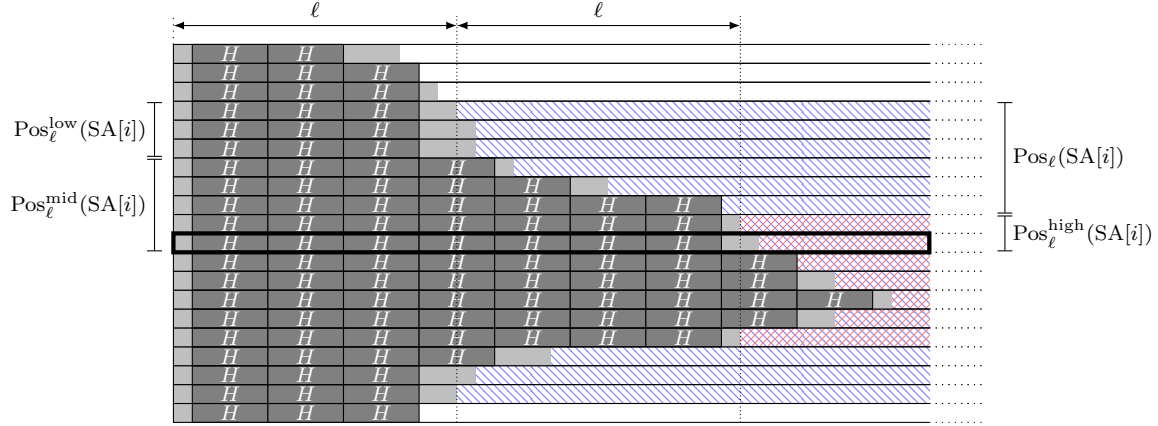 ℓ ℓ
H H
H H H
H H H
H H H
Pos_ℓ^low(SA[i]) H H H
H H H
H H H H Pos_ℓ(SA[i])
H H H H H
Pos_ℓ^mid(SA[i]) H H H H H H H
H H H H H H H
H H H H H H H Pos_ℓ^high(SA[i])
H H H H H H H H
H H H H H H H H
H H H H H H H H H
H H H H H H H H
H H H H H H H
H H H H
H H H
H H H
H H H